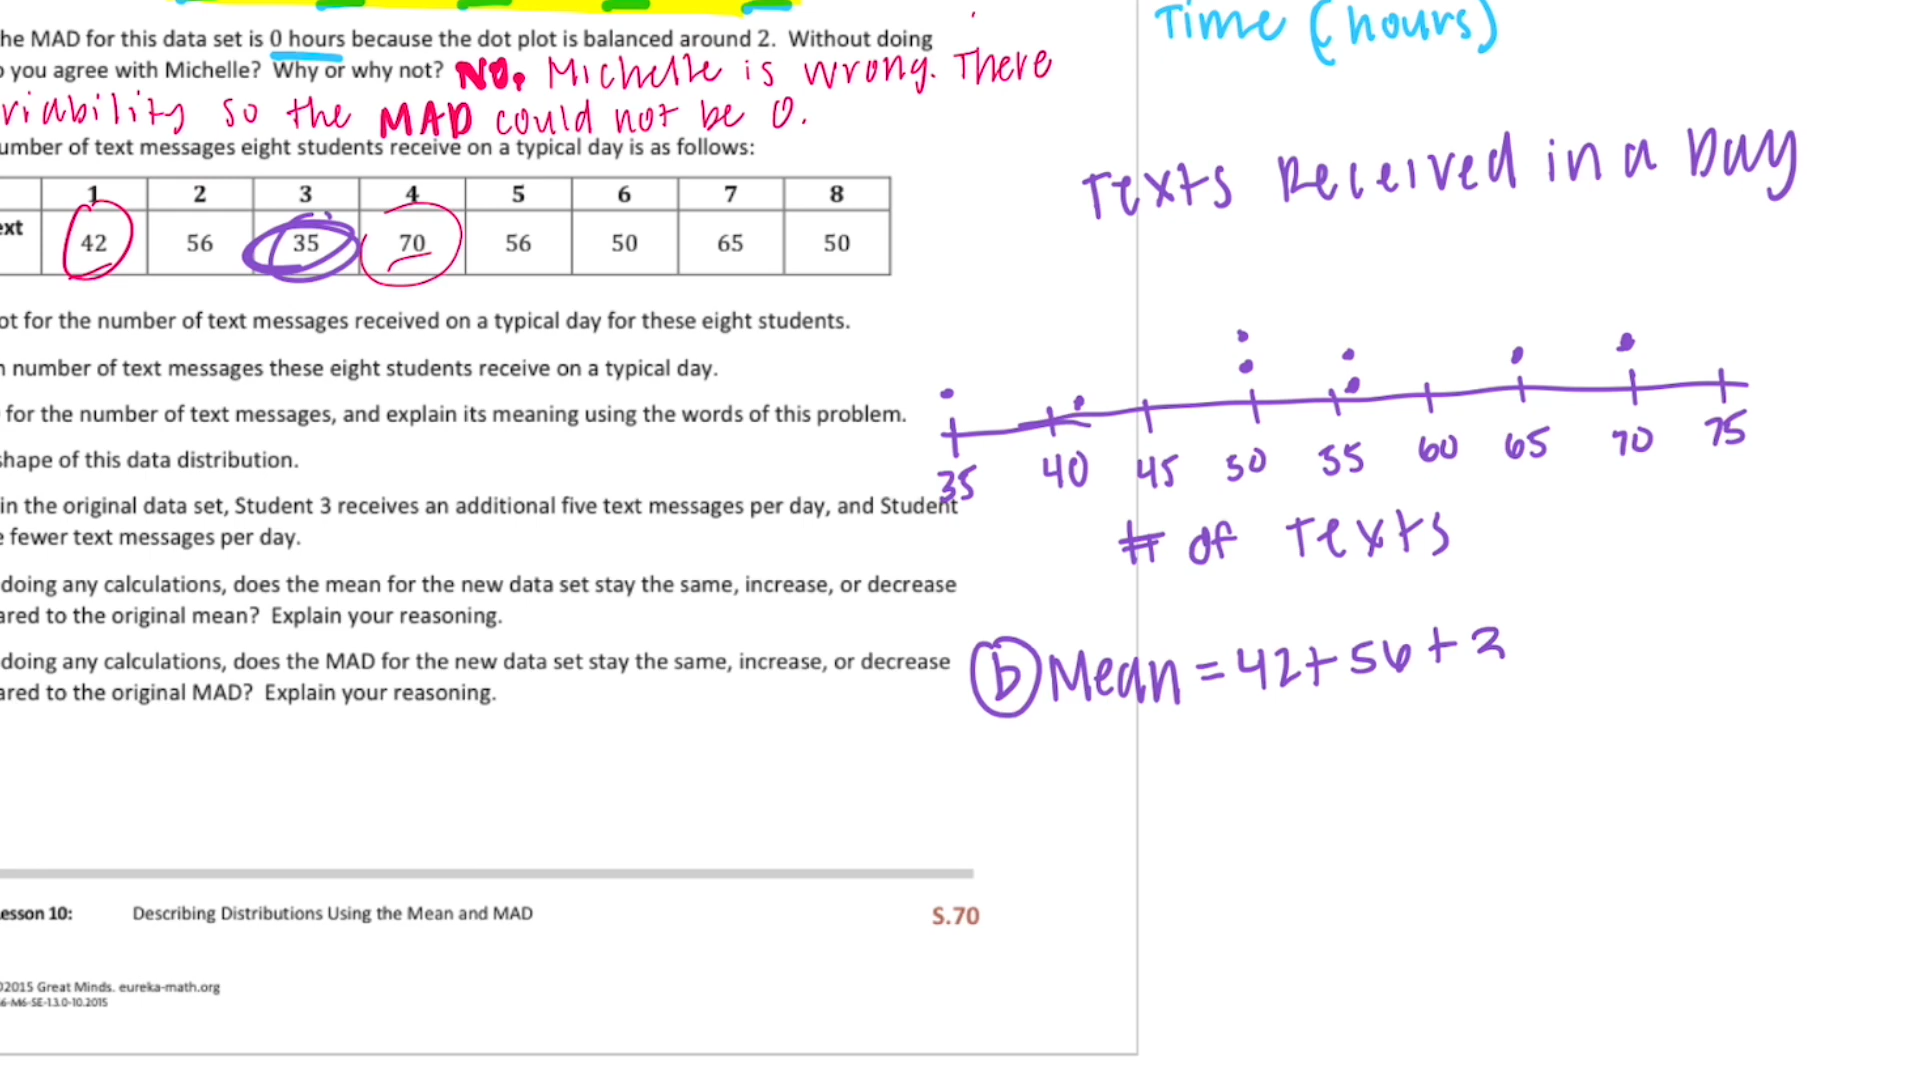 Time (hours)
he MAD for this data set is 0 hours because the dot plot is balanced around 2. Without doing
you agree with Michelle? Why or why not? NO. Michelle is wrong. There
riability so the MAD could not be 0.
umber of text messages eight students receive on a typical day is as follows:
1 2 3 4 5 6 7 8
ext 42 56 35 70 56 50 65 50
ot for the number of text messages received on a typical day for these eight students.
n number of text messages these eight students receive on a typical day.
for the number of text messages, and explain its meaning using the words of this problem.
shape of this data distribution.
in the original data set, Student 3 receives an additional five text messages per day, and Student
e fewer text messages per day.
doing any calculations, does the mean for the new data set stay the same, increase, or decrease
ared to the original mean? Explain your reasoning.
doing any calculations, does the MAD for the new data set stay the same, increase, or decrease
ared to the original MAD? Explain your reasoning.
Texts Received in a Day
35 40 45 50 55 60 65 70 75
# of Texts
b Mean = 42+56+3
esson 10: Describing Distributions Using the Mean and MAD S.70
©2015 Great Minds. eureka-math.org
6-M6-SE-1.3.0-10.2015